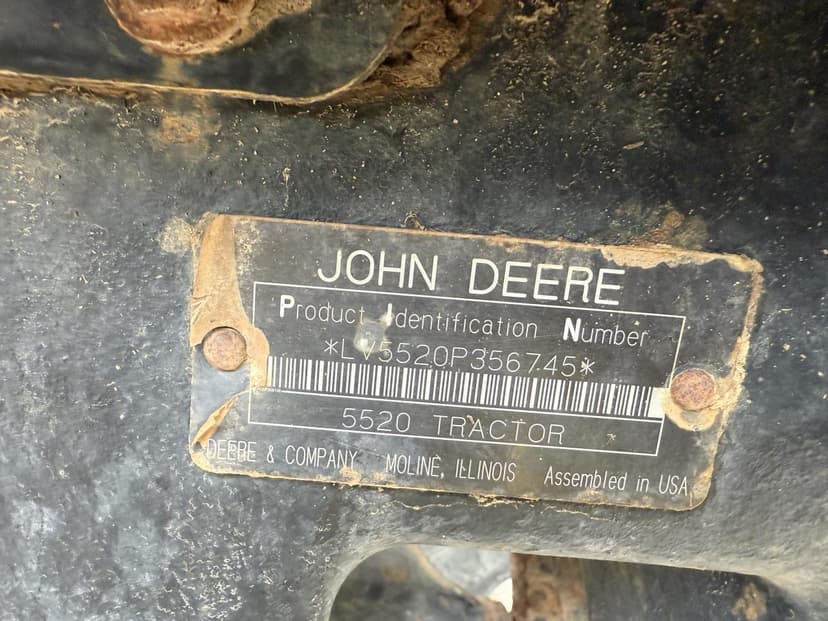 JOHN DEERE
Product Identification Number
*LV5520P356745*
5520 TRACTOR
DEERE & COMPANY MOLINE, ILLINOIS Assembled in USA